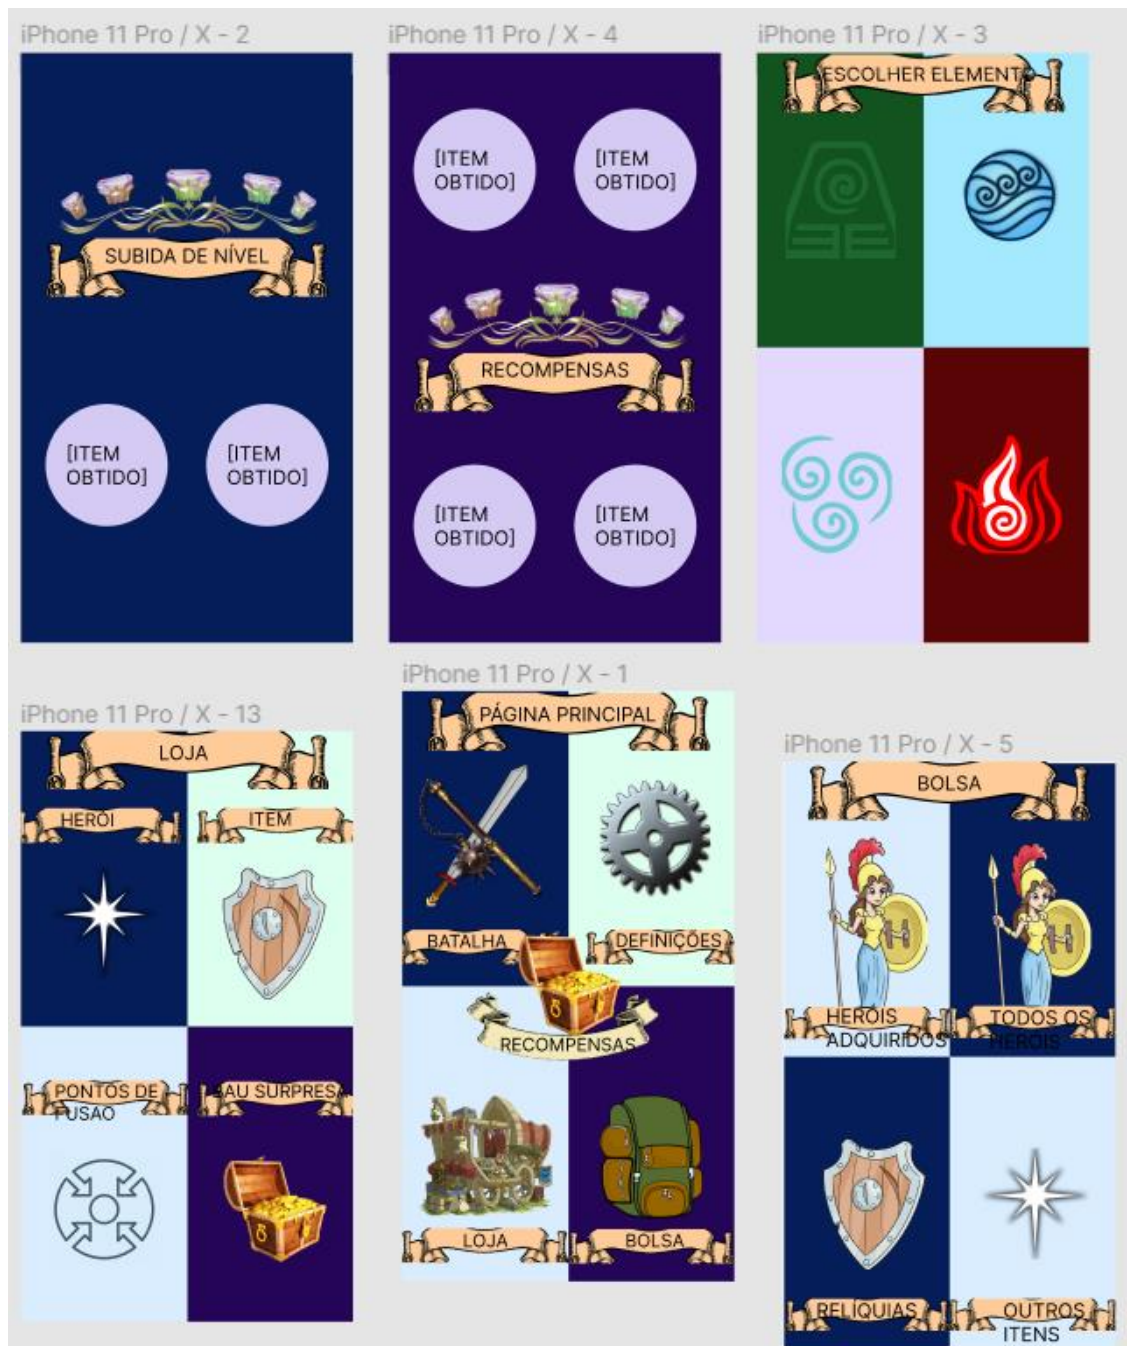 iPhone 11 Pro / X - 2
SUBIDA DE NÍVEL
[ITEM
OBTIDO]
[ITEM
OBTIDO]
iPhone 11 Pro / X - 4
[ITEM
OBTIDO]
[ITEM
OBTIDO]
RECOMPENSAS
[ITEM
OBTIDO]
[ITEM
OBTIDO]
iPhone 11 Pro / X - 3
ESCOLHER ELEMENTO
iPhone 11 Pro / X - 13
LOJA
HERÓI
ITEM
PONTOS DE
FUSAO
BAU SURPRESA
iPhone 11 Pro / X - 1
PÁGINA PRINCIPAL
BATALHA
DEFINIÇÕES
RECOMPENSAS
LOJA
BOLSA
iPhone 11 Pro / X - 5
BOLSA
HERÓIS
ADQUIRIDOS
TODOS OS
HERÓIS
RELÍQUIAS
OUTROS
ITENS